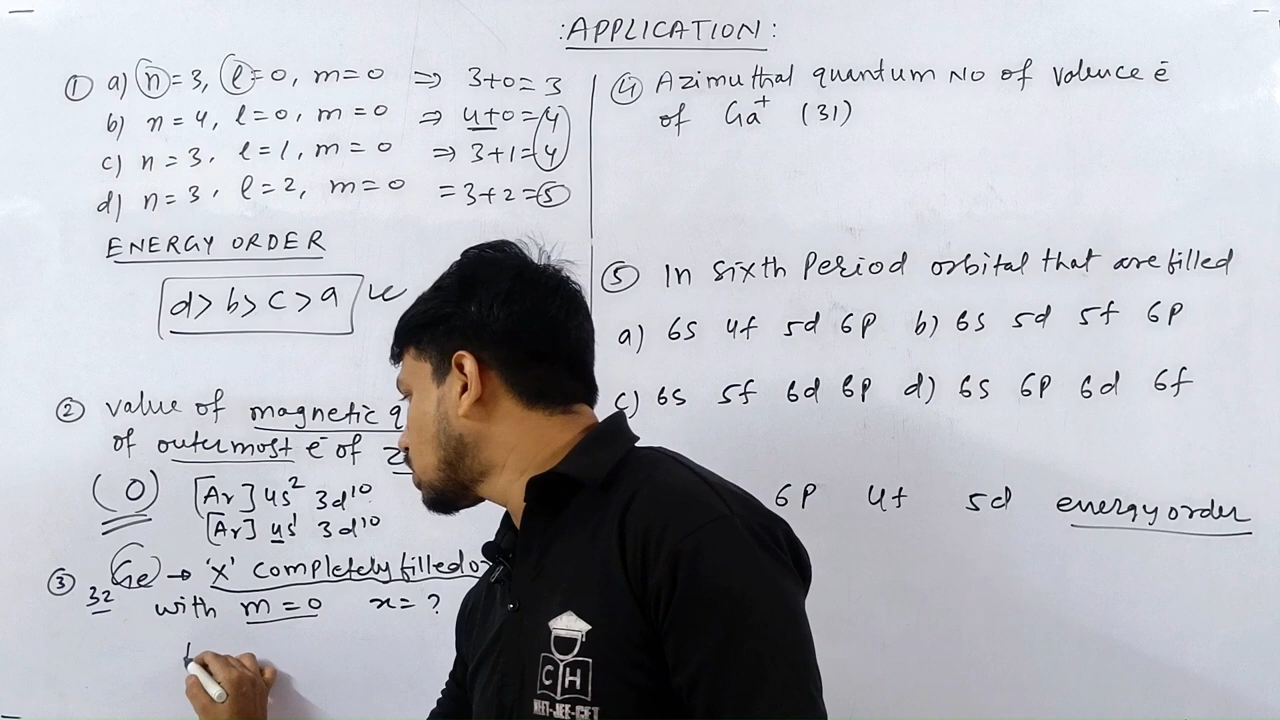 :APPLICATION:
① a) n=3, l=0, m=0 ⇒ 3+0=3
b) n=4, l=0, m=0 ⇒ 4+0=4
c) n=3, l=1, m=0 ⇒ 3+1=4
d) n=3, l=2, m=0 =3+2=5
ENERGY ORDER
d>b>c>a
② value of magnetic
of outermost e⁻ of
(0) [Ar] 4s² 3d¹⁰
[Ar] 4s¹ 3d¹⁰
③ ₃₂Ge → 'x' completely filled
with m=0 x=?
④ Azimuthal quantum No of valence e⁻
of Ga⁺ (31)
⑤ In sixth Period orbital that are filled
a) 6s 4f 5d 6p b) 6s 5d 5f 6p
c) 6s 5f 6d 6p d) 6s 6p 6d 6f
6p 4f 5d energy order
C H
NEET-JEE-CET